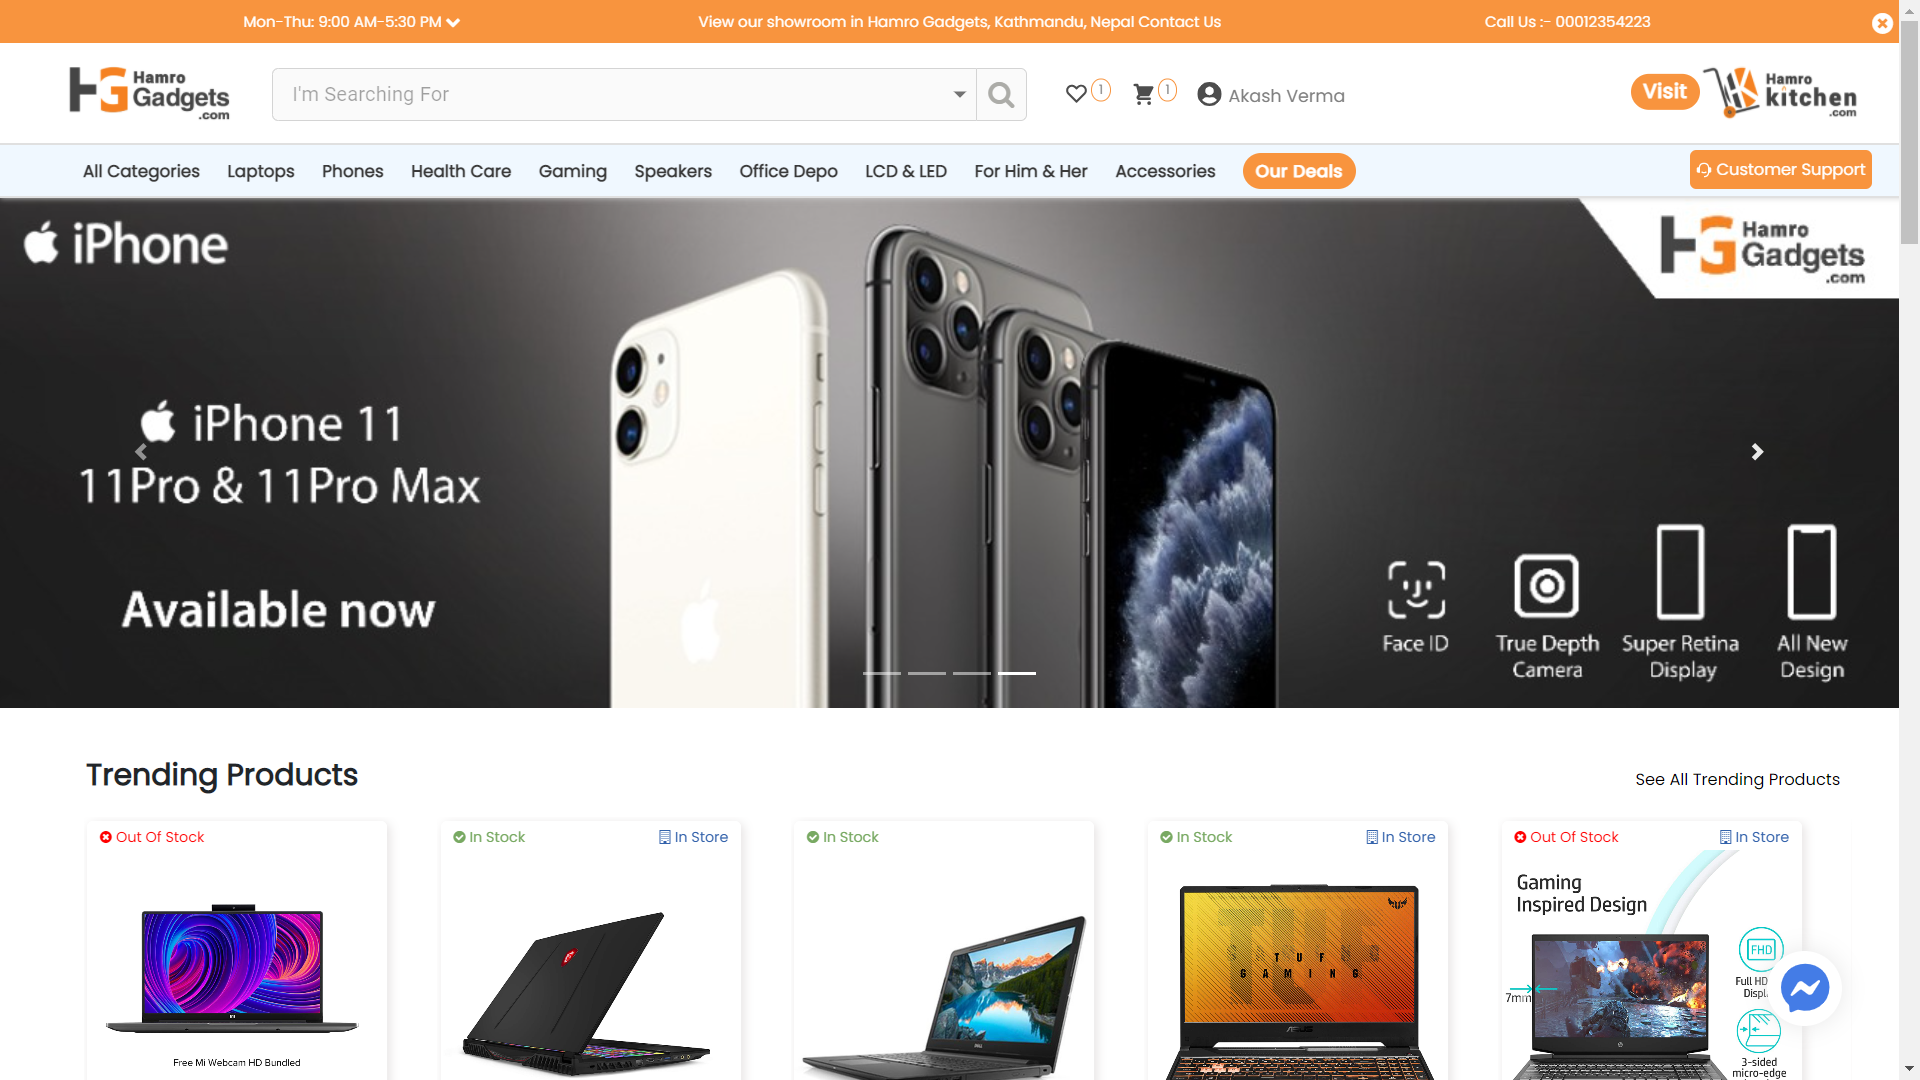 Mon-Thu: 9:00 AM-5:30 PM
View our showroom in Hamro Gadgets, Kathmandu, Nepal Contact Us
Call Us :- 00012354223
HG Hamro Gadgets .com
I'm Searching For
1
1
Akash Verma
Visit
Hamro kitchen .com
All Categories
Laptops
Phones
Health Care
Gaming
Speakers
Office Depo
LCD & LED
For Him & Her
Accessories
Our Deals
Customer Support
iPhone
HG Hamro Gadgets .com
iPhone 11
11Pro & 11Pro Max
Available now
Face ID
True Depth
Camera
Super Retina
Display
All New
Design
Trending Products
See All Trending Products
Out Of Stock
Free Mi Webcam HD Bundled
In Stock
In Store
In Stock
In Stock
In Store
TUF
GAMING
ASUS
Out Of Stock
In Store
Gaming
Inspired Design
FHD
Full HD
Displ
7mm
3-sided
micro-edge